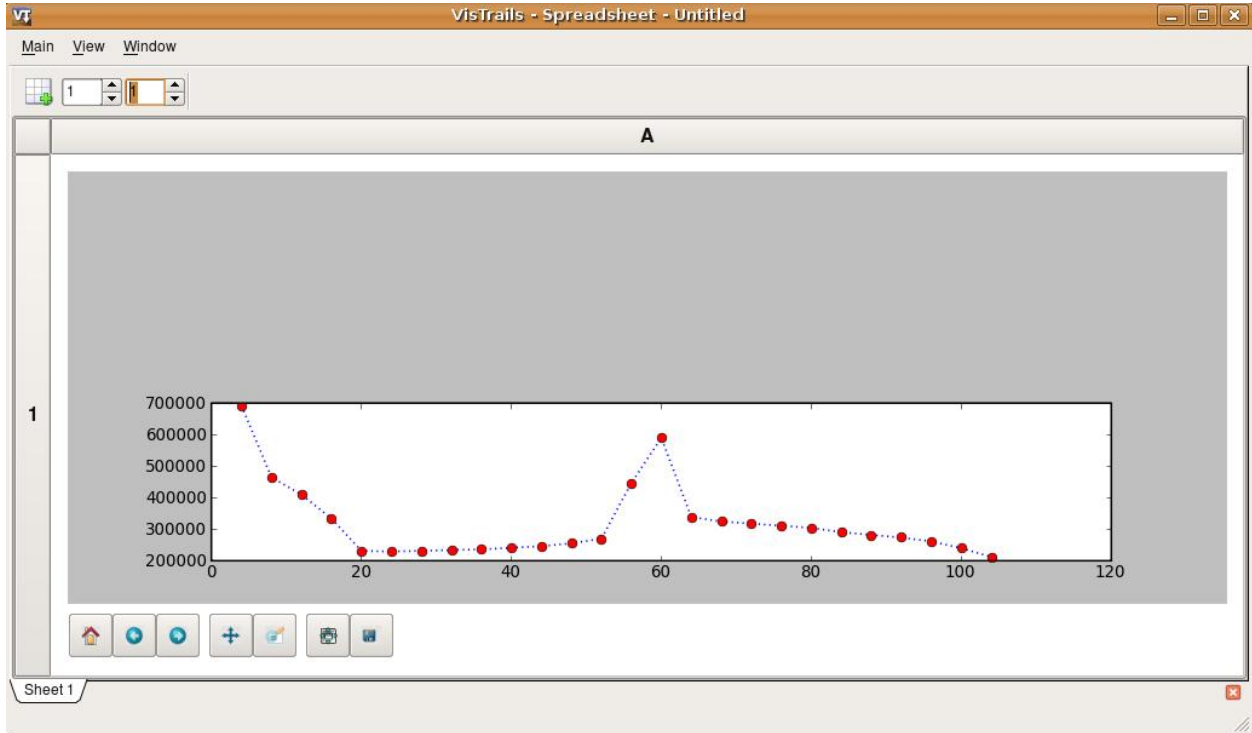 VT VisTrails - Spreadsheet - Untitled
Main View Window
1 1
A
1
700000
600000
500000
400000
300000
200000
0 20 40 60 80 100 120
Sheet 1